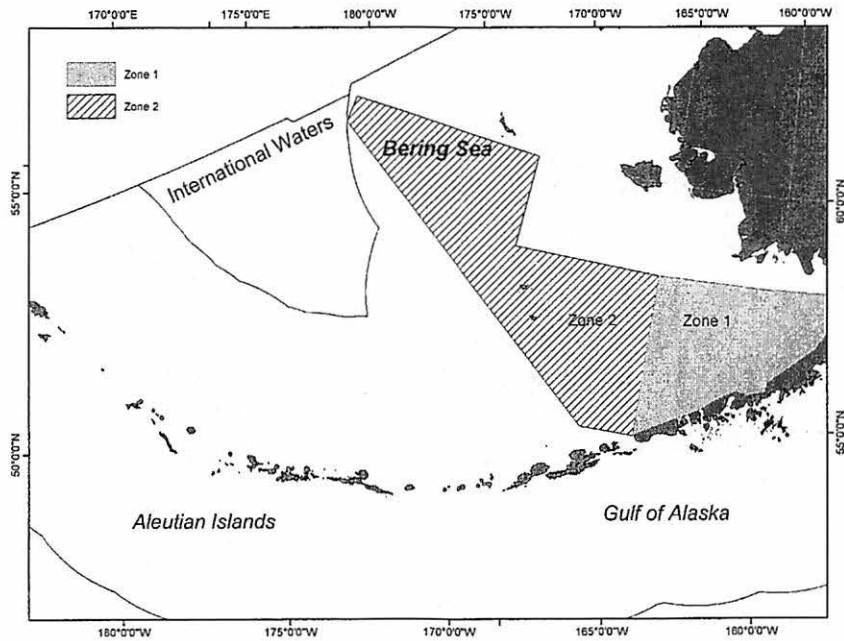 170°0'0"E 175°0'0"E 180°0'0"W 175°0'0"W 170°0'0"W 165°0'0"W 160°0'0"W
Zone 1
Zone 2
International Waters
Bering Sea
55°0'0"N
60°0'0"N
Zone 2
Zone 1
55°0'0"N
50°0'0"N
Aleutian Islands
Gulf of Alaska
180°0'0"W 175°0'0"W 170°0'0"W 165°0'0"W 160°0'0"W